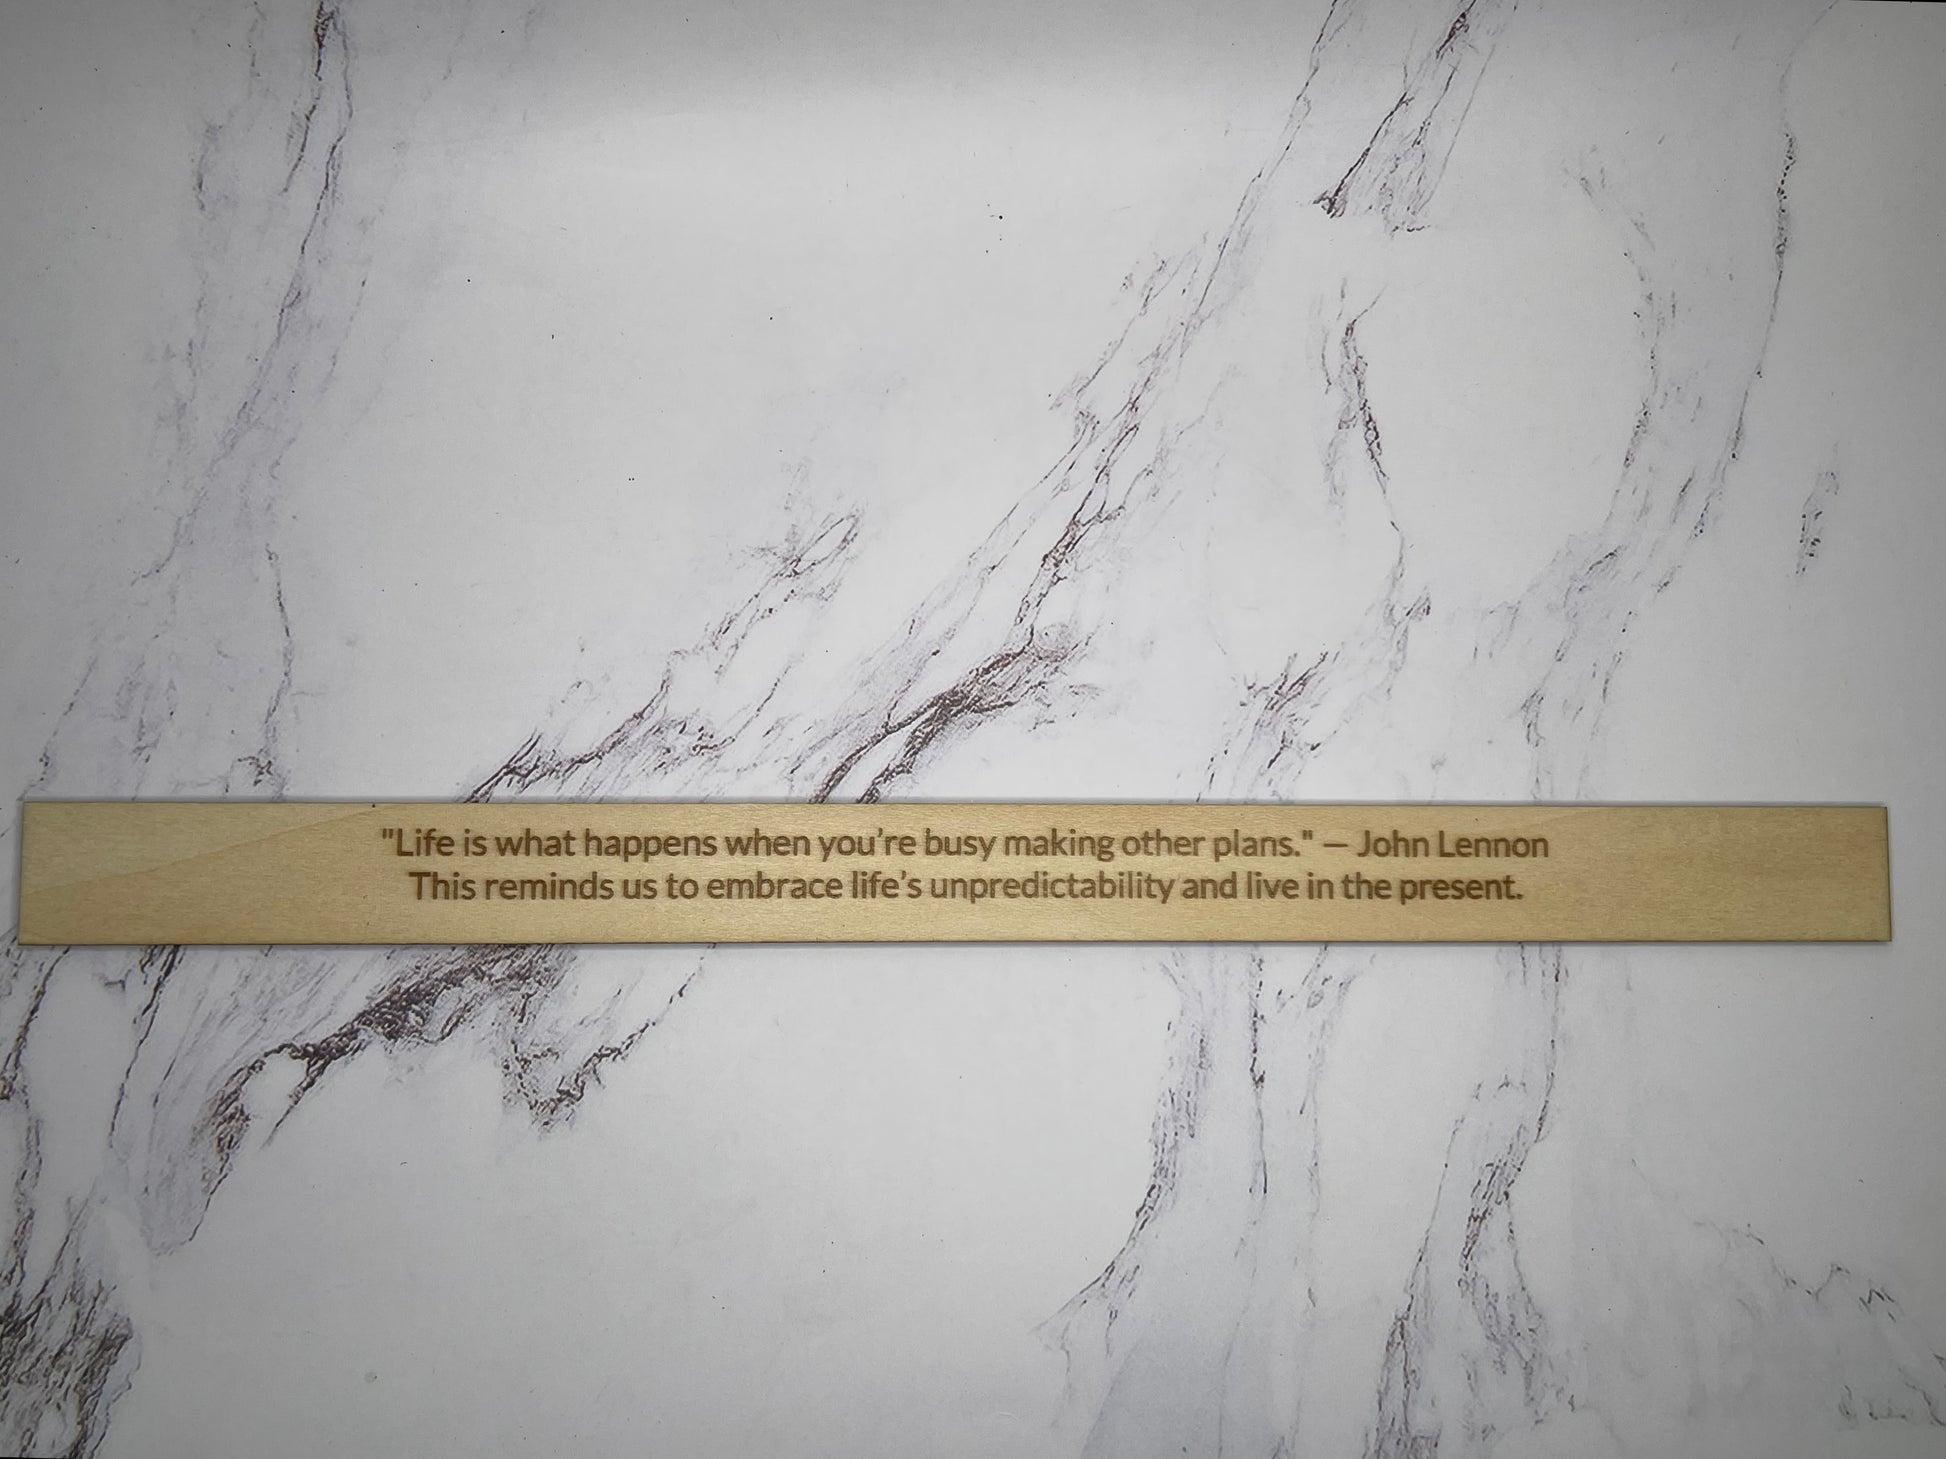 "Life is what happens when you’re busy making other plans." — John Lennon
This reminds us to embrace life’s unpredictability and live in the present.